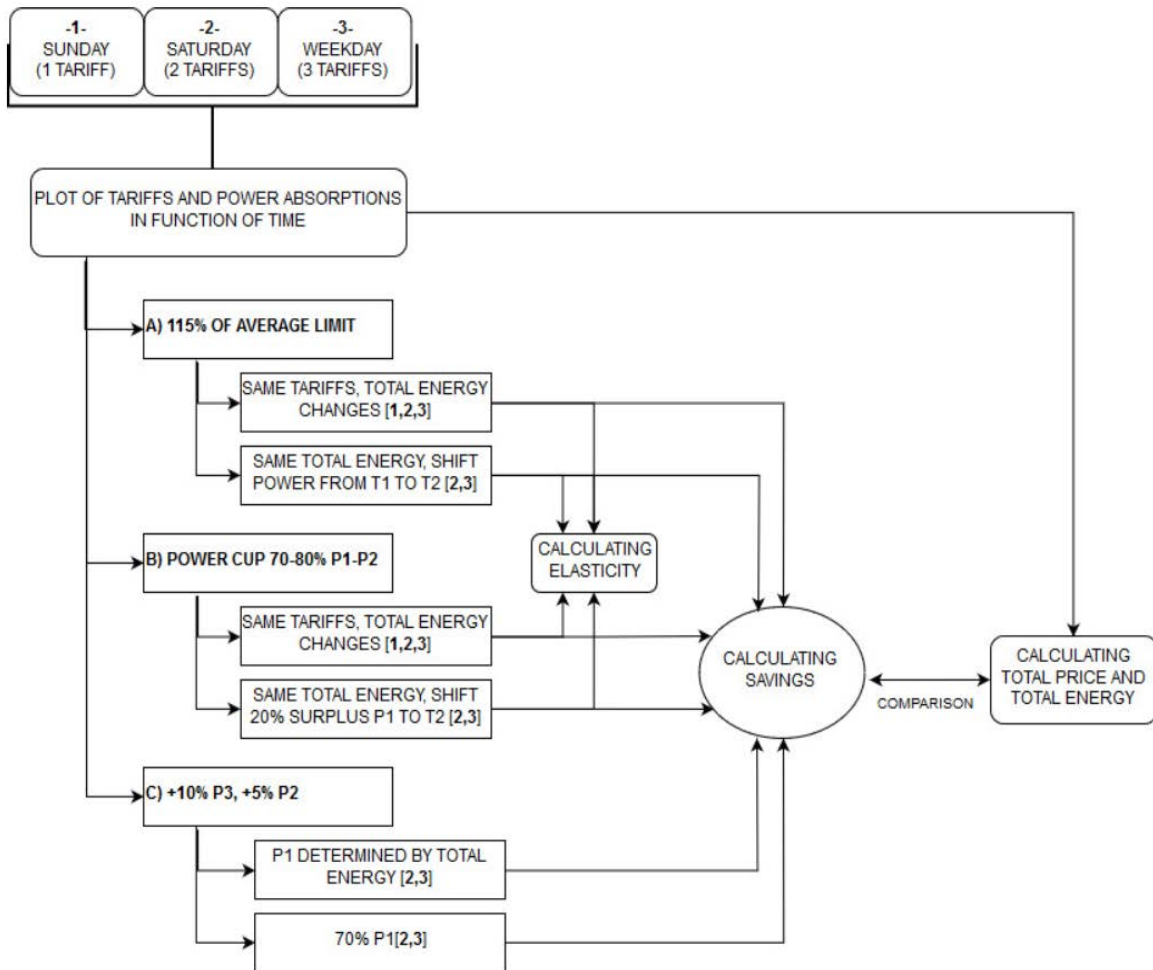 -1-
SUNDAY
(1 TARIFF)
-2-
SATURDAY
(2 TARIFFS)
-3-
WEEKDAY
(3 TARIFFS)
PLOT OF TARIFFS AND POWER ABSORPTIONS
IN FUNCTION OF TIME
A) 115% OF AVERAGE LIMIT
SAME TARIFFS, TOTAL ENERGY
CHANGES [1,2,3]
SAME TOTAL ENERGY, SHIFT
POWER FROM T1 TO T2 [2,3]
B) POWER CUP 70-80% P1-P2
SAME TARIFFS, TOTAL ENERGY
CHANGES [1,2,3]
SAME TOTAL ENERGY, SHIFT
20% SURPLUS P1 TO T2 [2,3]
C) +10% P3, +5% P2
P1 DETERMINED BY TOTAL
ENERGY [2,3]
70% P1[2,3]
CALCULATING
ELASTICITY
CALCULATING
SAVINGS
COMPARISON
CALCULATING
TOTAL PRICE AND
TOTAL ENERGY